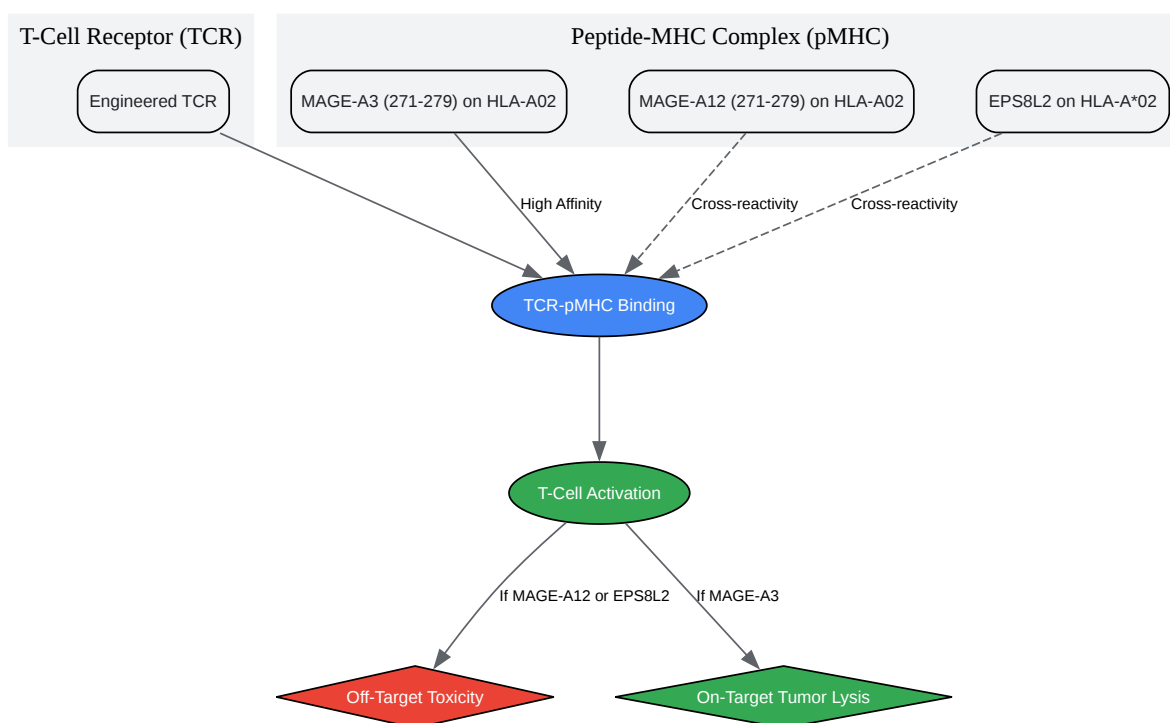 T-Cell Receptor (TCR)
Peptide-MHC Complex (pMHC)
Engineered TCR
MAGE-A3 (271-279) on HLA-A02
MAGE-A12 (271-279) on HLA-A02
EPS8L2 on HLA-A*02
High Affinity
Cross-reactivity
Cross-reactivity
TCR-pMHC Binding
T-Cell Activation
If MAGE-A12 or EPS8L2
If MAGE-A3
Off-Target Toxicity
On-Target Tumor Lysis